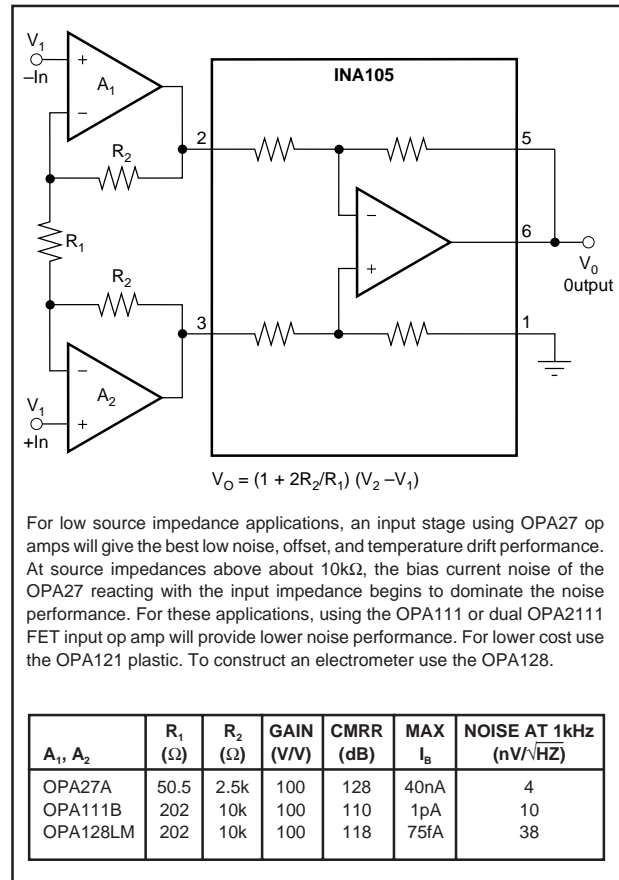 V1
–In
+
A1
–
R2
R1
R2
–
A2
V1
+In
+
INA105
2
5
–
+
6
V0
0utput
3
1
VO = (1 + 2R2/R1) (V2 –V1)
For low source impedance applications, an input stage using OPA27 op
amps will give the best low noise, offset, and temperature drift performance.
At source impedances above about 10kΩ, the bias current noise of the
OPA27 reacting with the input impedance begins to dominate the noise
performance. For these applications, using the OPA111 or dual OPA2111
FET input op amp will provide lower noise performance. For lower cost use
the OPA121 plastic. To construct an electrometer use the OPA128.
A1, A2 R1 (Ω) R2 (Ω) GAIN (V/V) CMRR (dB) MAX IB NOISE AT 1kHz (nV/√HZ)
OPA27A 50.5 2.5k 100 128 40nA 4
OPA111B 202 10k 100 110 1pA 10
OPA128LM 202 10k 100 118 75fA 38